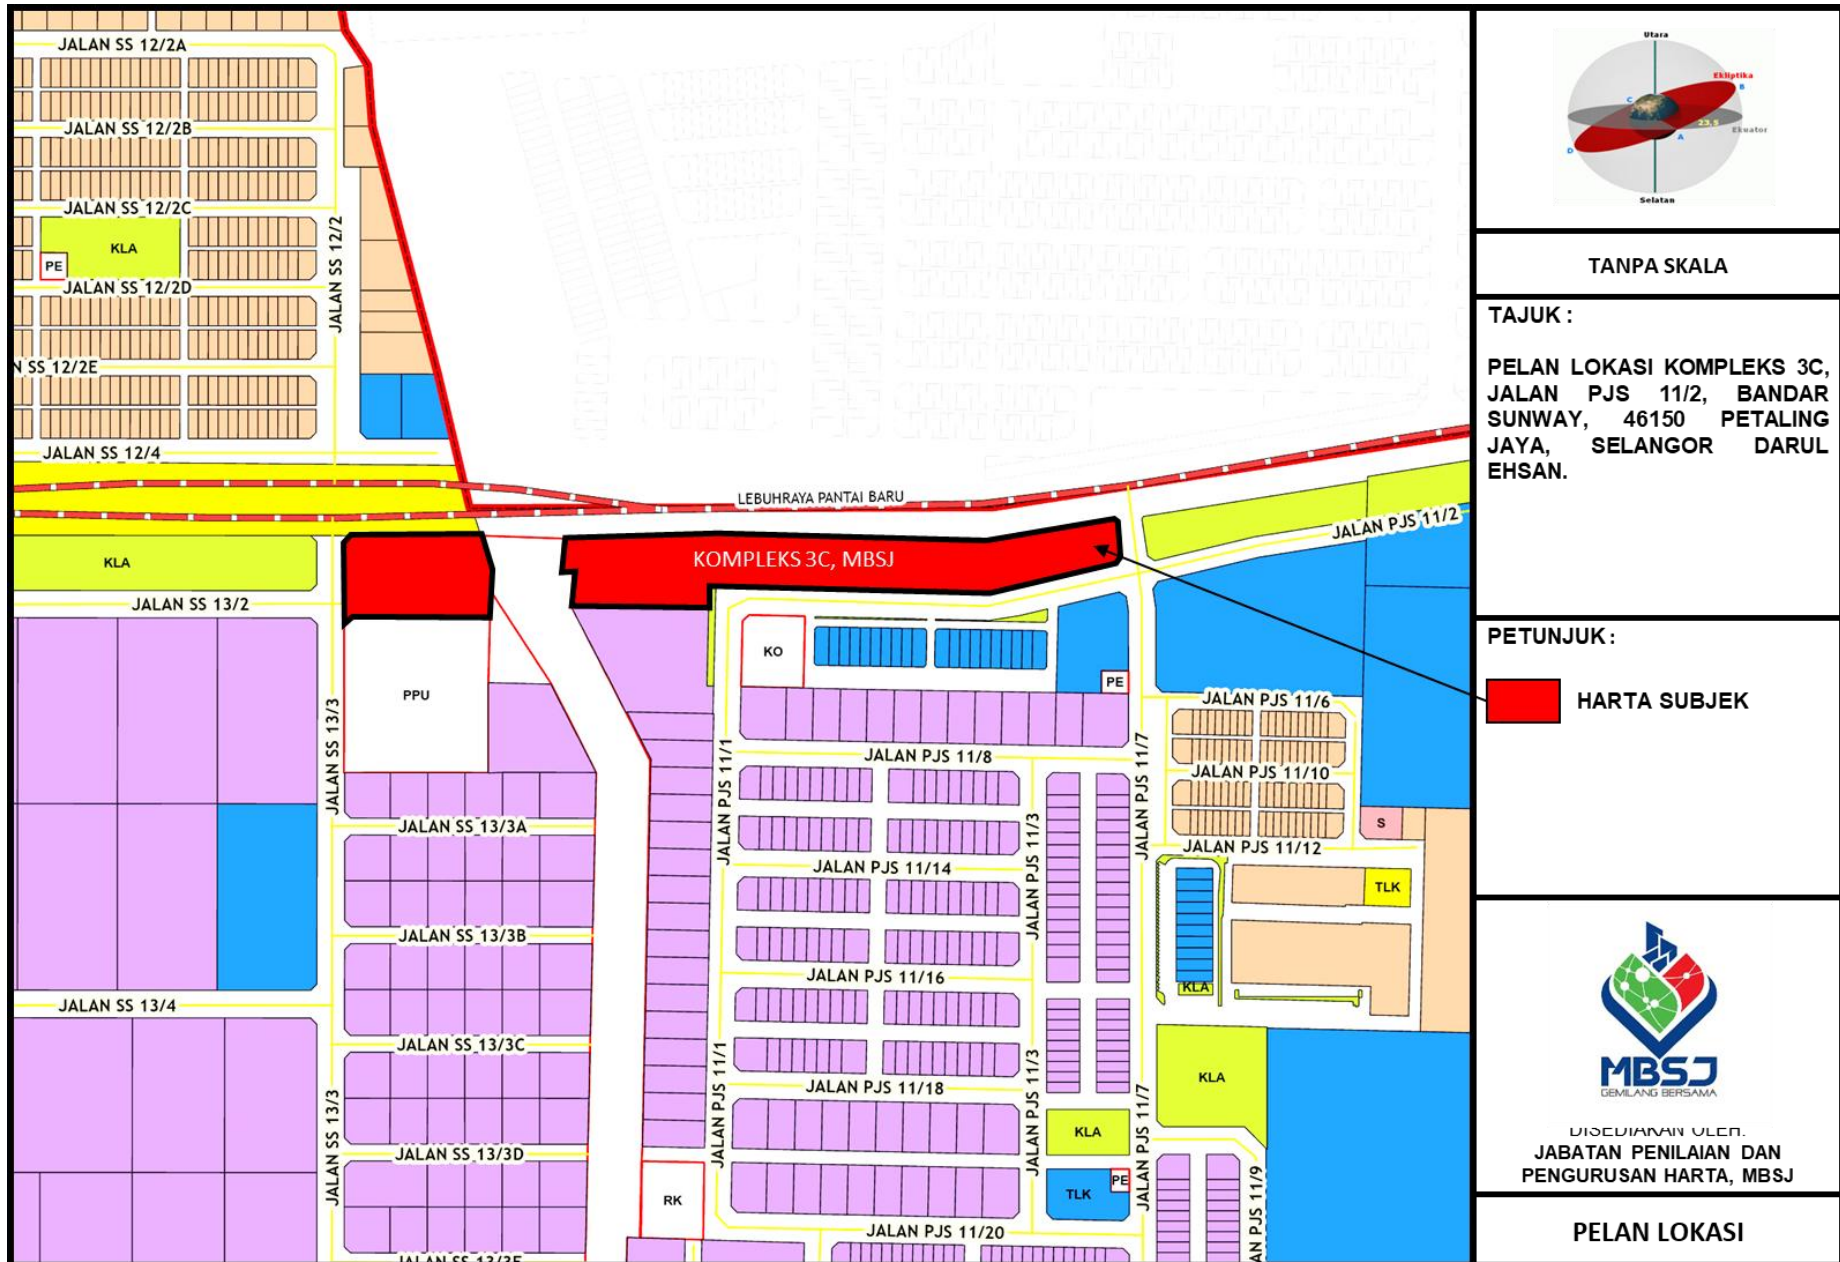 JALAN SS 12/2A
JALAN SS 12/2B
JALAN SS 12/2C
KLA
PE
JALAN SS 12/2D
JALAN SS 12/2
N SS 12/2E
JALAN SS 12/4
LEBUHRAYA PANTAI BARU
JALAN PJS 11/2
KLA
KOMPLEKS 3C, MBSJ
JALAN SS 13/2
KO
PE
PPU
JALAN SS 13/3
JALAN PJS 11/1
JALAN PJS 11/6
JALAN PJS 11/7
JALAN PJS 11/8
JALAN PJS 11/10
JALAN SS 13/3A
JALAN PJS 11/3
S
JALAN PJS 11/12
JALAN PJS 11/14
TLK
JALAN SS 13/3B
JALAN PJS 11/16
KLA
JALAN SS 13/4
JALAN SS 13/3C
JALAN PJS 11/1
JALAN PJS 11/3
KLA
JALAN PJS 11/18
JALAN SS 13/3
JALAN PJS 11/7
KLA
JALAN SS 13/3D
RK
TLK
PE
JALAN PJS 11/20
AN PJS 11/9
JALAN SS 13/3E
Utara
Ekliptika
B
C
23.5
Ekuator
A
D
Selatan
TANPA SKALA
TAJUK :
PELAN LOKASI KOMPLEKS 3C,
JALAN PJS 11/2, BANDAR
SUNWAY, 46150 PETALING
JAYA, SELANGOR DARUL
EHSAN.
PETUNJUK :
HARTA SUBJEK
MBSJ
GEMILANG BERSAMA
DISEDIAKAN OLEH:
JABATAN PENILAIAN DAN
PENGURUSAN HARTA, MBSJ
PELAN LOKASI